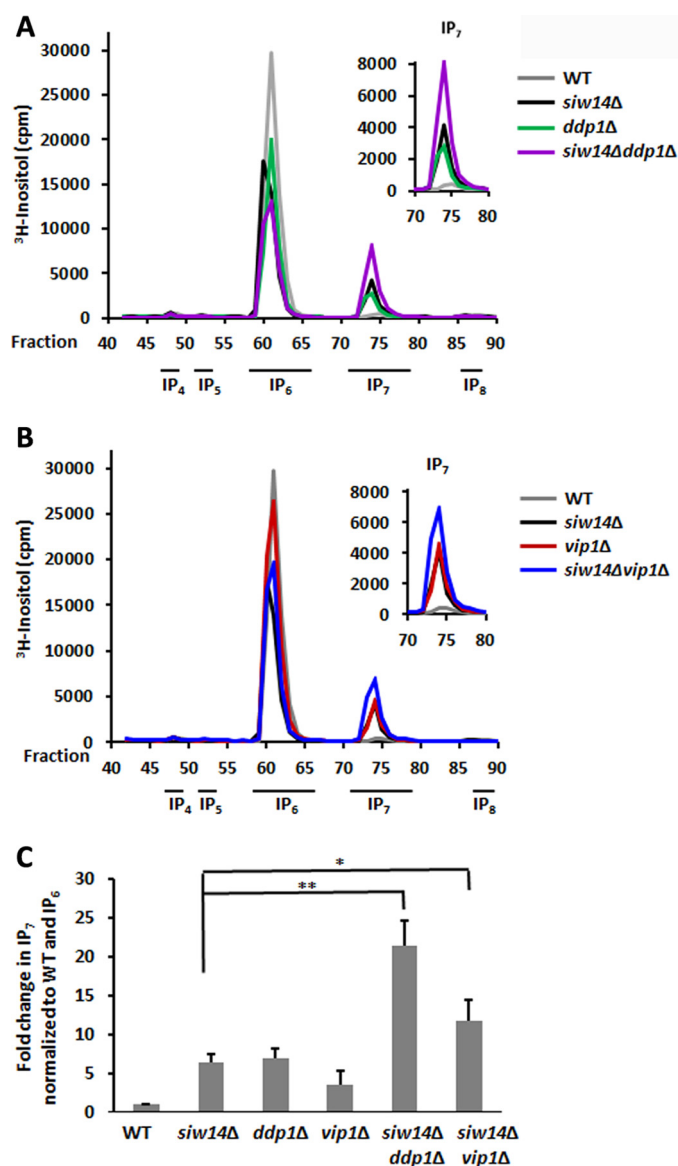 A
IP7
30000
25000
20000
15000
10000
5000
0
³H-Inositol (cpm)
8000
6000
4000
2000
0
70 75 80
WT
siw14Δ
ddp1Δ
siw14Δddp1Δ
Fraction 40 45 50 55 60 65 70 75 80 85 90
IP4 IP5 IP6 IP7 IP8
B
IP7
30000
25000
20000
15000
10000
5000
0
³H-Inositol (cpm)
8000
6000
4000
2000
0
70 75 80
WT
siw14Δ
vip1Δ
siw14Δvip1Δ
Fraction
40 45 50 55 60 65 70 75 80 85 90
IP4 IP5 IP6 IP7 IP8
C
*
**
30
25
20
15
10
5
0
Fold change in IP7
normalized to WT and IP6
WT siw14Δ ddp1Δ vip1Δ siw14Δ siw14Δ
ddp1Δ vip1Δ